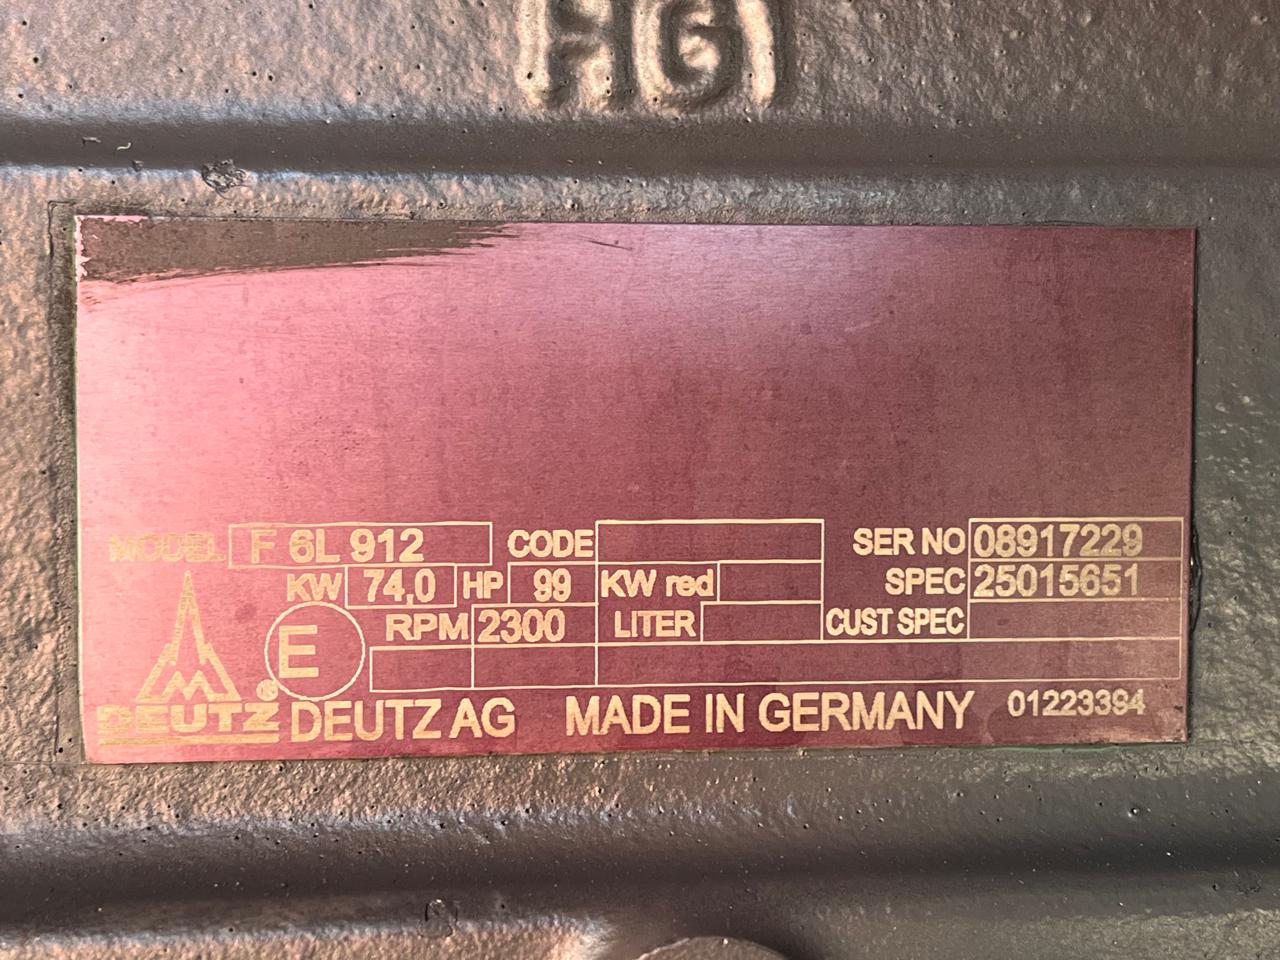 HG
MODEL F 6L 912 CODE SER NO 08917229
KW 74,0 HP 99 KW red SPEC 25015651
E RPM 2300 LITER CUST SPEC
DEUTZ ® DEUTZ AG MADE IN GERMANY 01223394